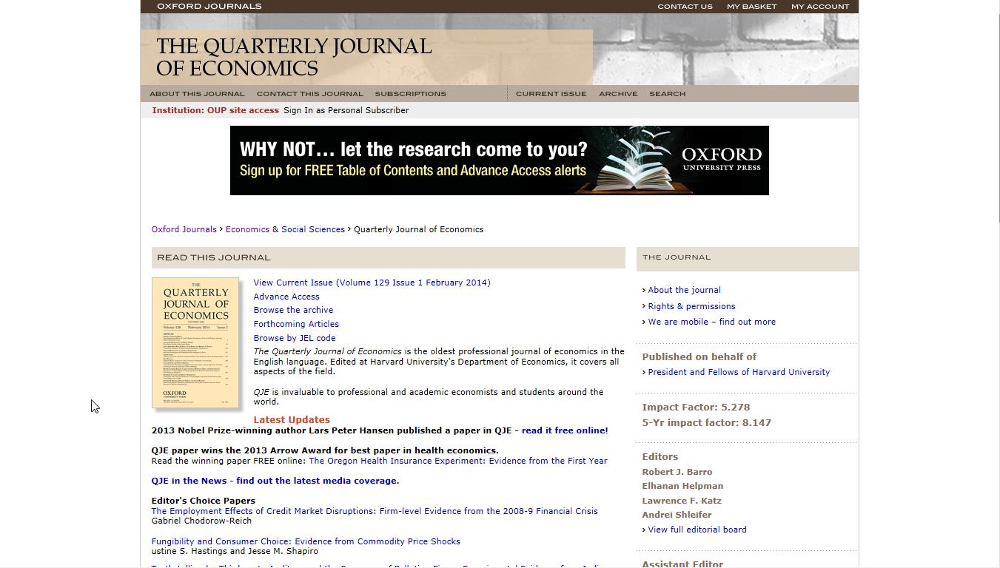 OXFORD JOURNALS
CONTACT US MY BASKET MY ACCOUNT
THE QUARTERLY JOURNAL
OF ECONOMICS
ABOUT THIS JOURNAL CONTACT THIS JOURNAL SUBSCRIPTIONS
CURRENT ISSUE ARCHIVE SEARCH
Institution: OUP site access Sign In as Personal Subscriber
WHY NOT... let the research come to you?
Sign up for FREE Table of Contents and Advance Access alerts
OXFORD
UNIVERSITY PRESS
Oxford Journals > Economics & Social Sciences > Quarterly Journal of Economics
READ THIS JOURNAL
THE
QUARTERLY
JOURNAL OF
ECONOMICS
Volume 129 February 2014 Issue 1
OXFORD
UNIVERSITY PRESS
View Current Issue (Volume 129 Issue 1 February 2014)
Advance Access
Browse the archive
Forthcoming Articles
Browse by JEL code
The Quarterly Journal of Economics is the oldest professional journal of economics in the
English language. Edited at Harvard University's Department of Economics, it covers all
aspects of the field.
QJE is invaluable to professional and academic economists and students around the
world.
Latest Updates
2013 Nobel Prize-winning author Lars Peter Hansen published a paper in QJE - read it free online!
QJE paper wins the 2013 Arrow Award for best paper in health economics.
Read the winning paper FREE online: The Oregon Health Insurance Experiment: Evidence from the First Year
QJE in the News - find out the latest media coverage.
Editor's Choice Papers
The Employment Effects of Credit Market Disruptions: Firm-level Evidence from the 2008-9 Financial Crisis
Gabriel Chodorow-Reich
Fungibility and Consumer Choice: Evidence from Commodity Price Shocks
ustine S. Hastings and Jesse M. Shapiro
THE JOURNAL
> About the journal
> Rights & permissions
> We are mobile – find out more
Published on behalf of
> President and Fellows of Harvard University
Impact Factor: 5.278
5-Yr impact factor: 8.147
Editors
Robert J. Barro
Elhanan Helpman
Lawrence F. Katz
Andrei Shleifer
> View full editorial board
Assistant Editor